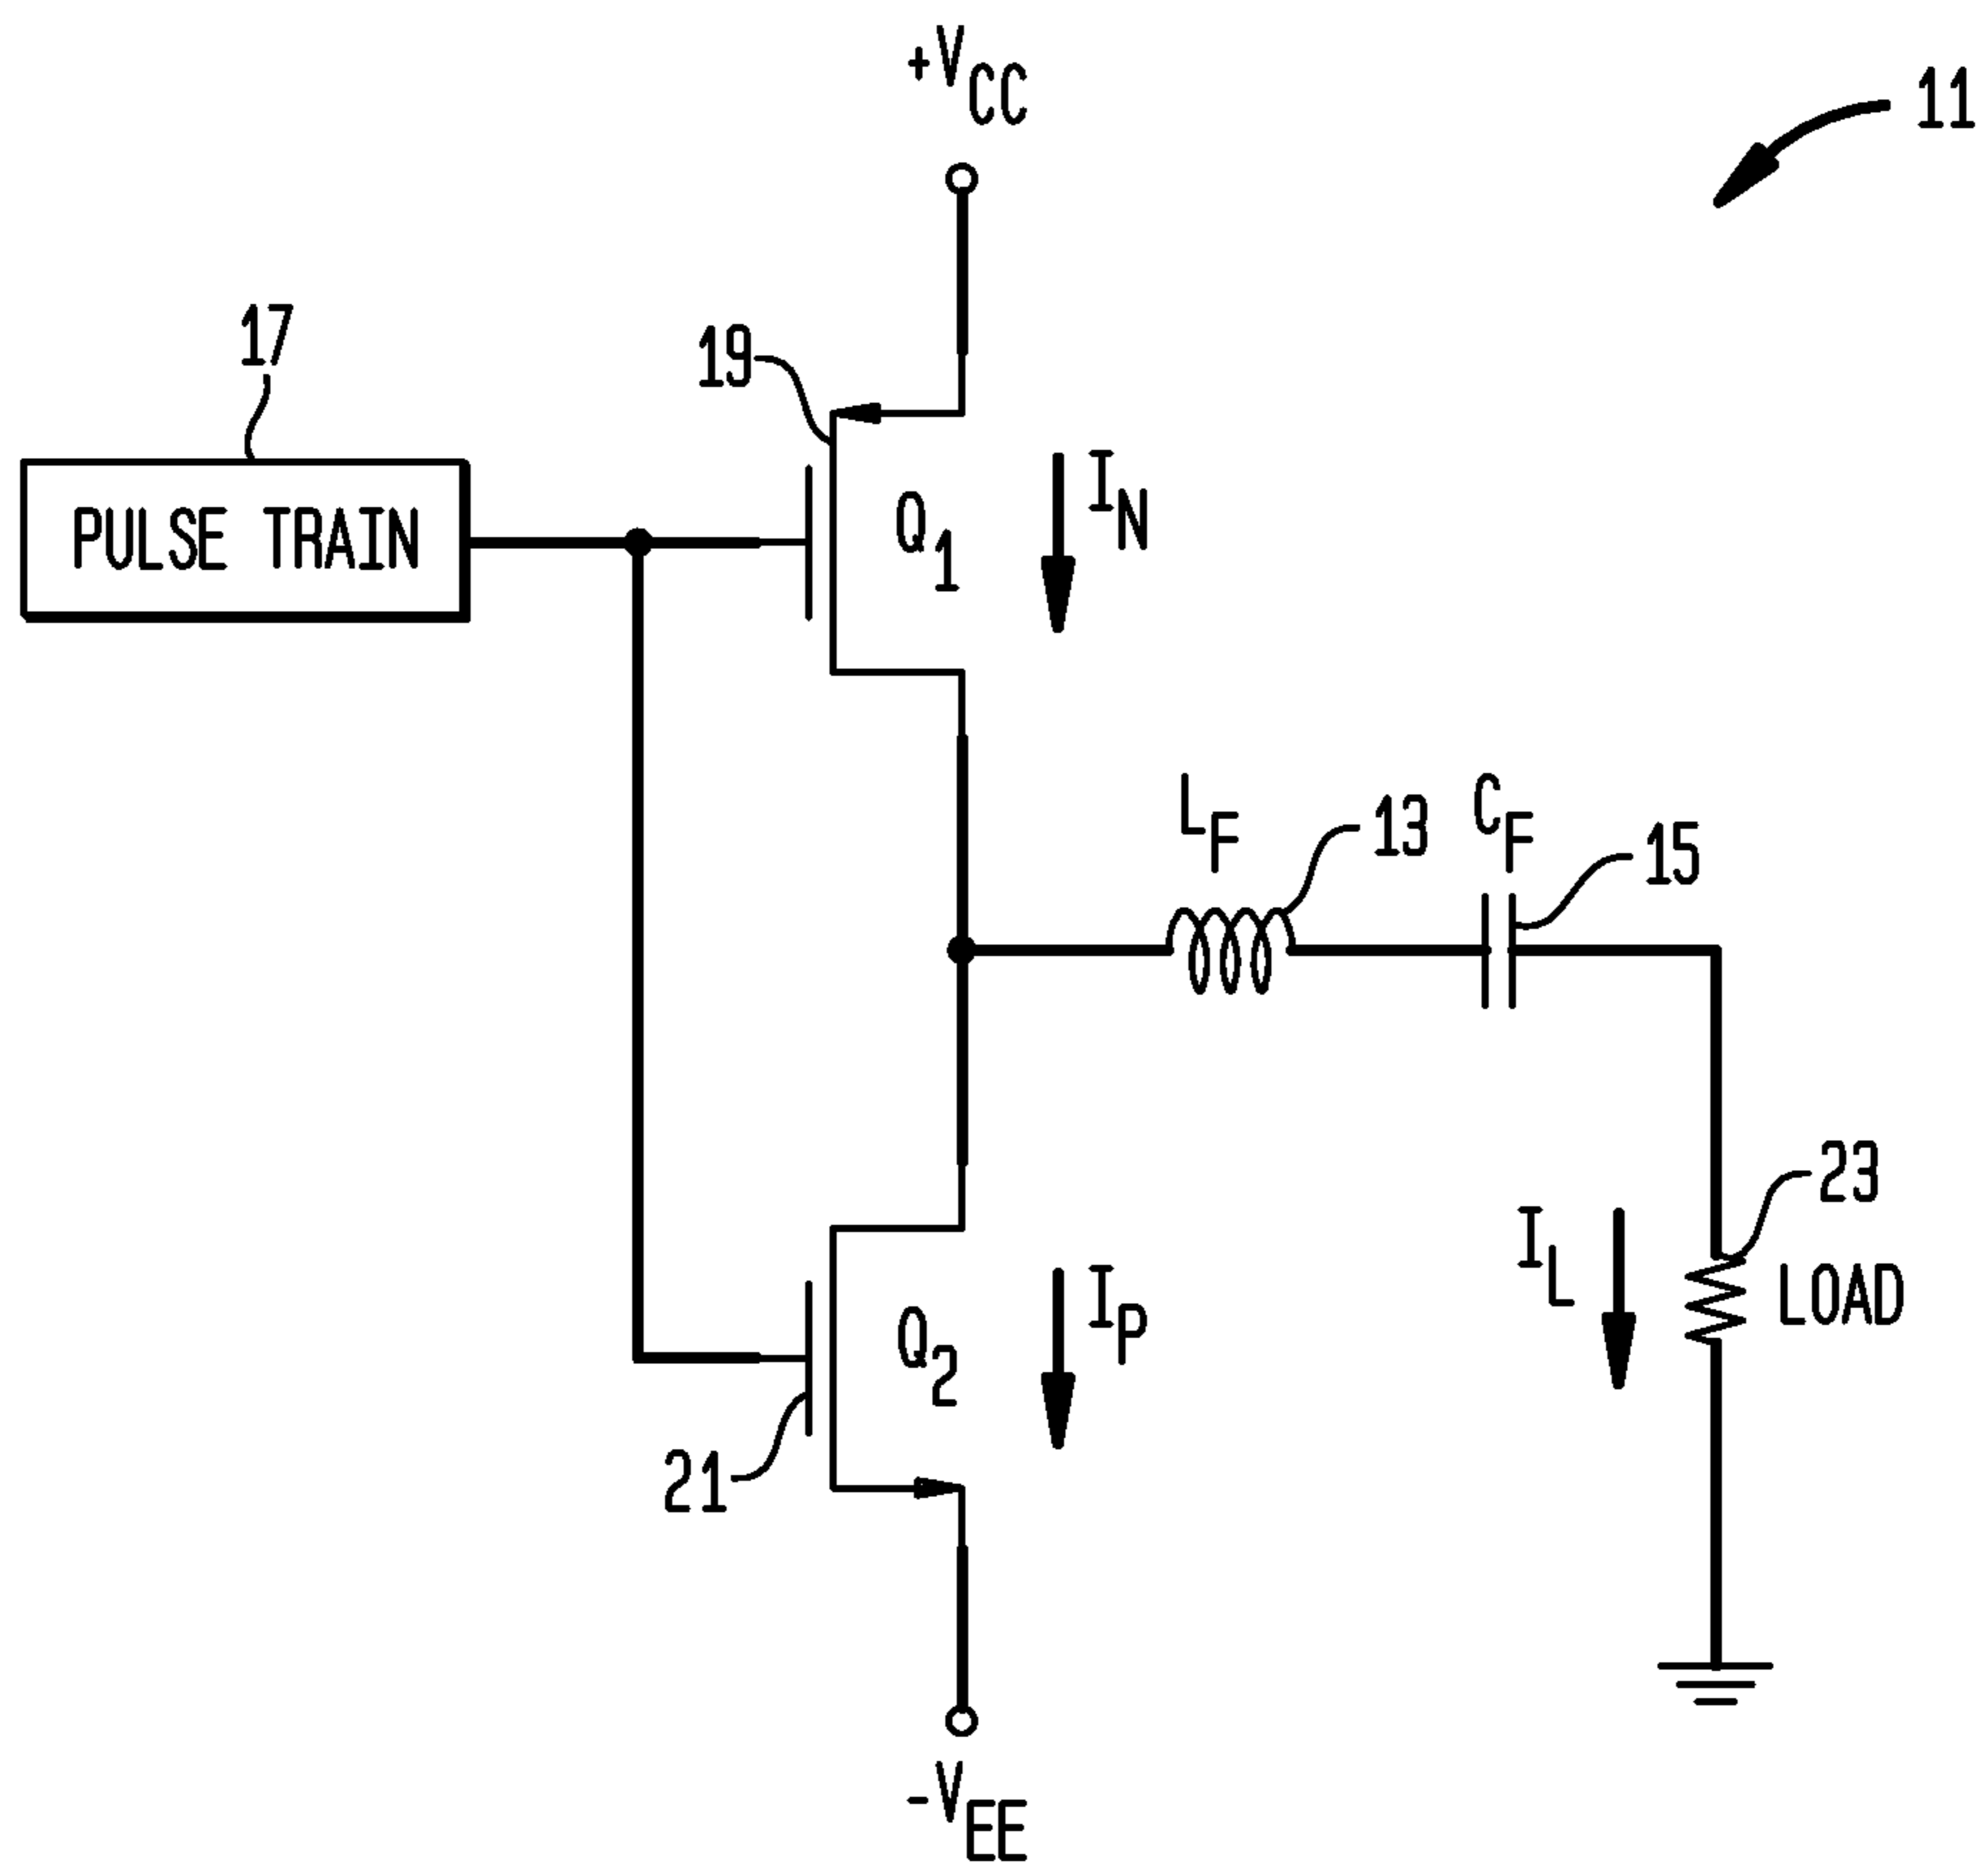 +VCC
11
17
19
PULSE TRAIN
Q1
IN
LF
13
CF
15
23
IL
LOAD
Q2
IP
21
-VEE